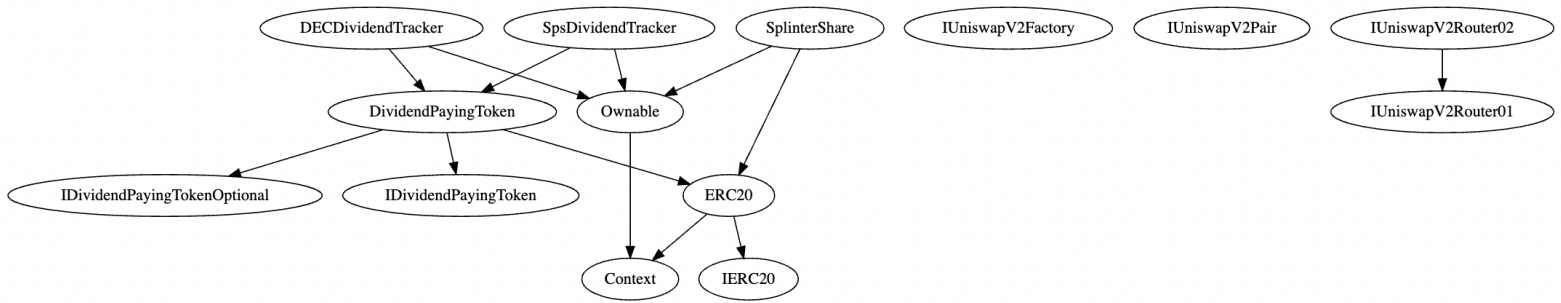 DECDividendTracker
SpsDividendTracker
SplinterShare
IUniswapV2Factory
IUniswapV2Pair
IUniswapV2Router02
DividendPayingToken
Ownable
IUniswapV2Router01
IDividendPayingTokenOptional
IDividendPayingToken
ERC20
Context
IERC20